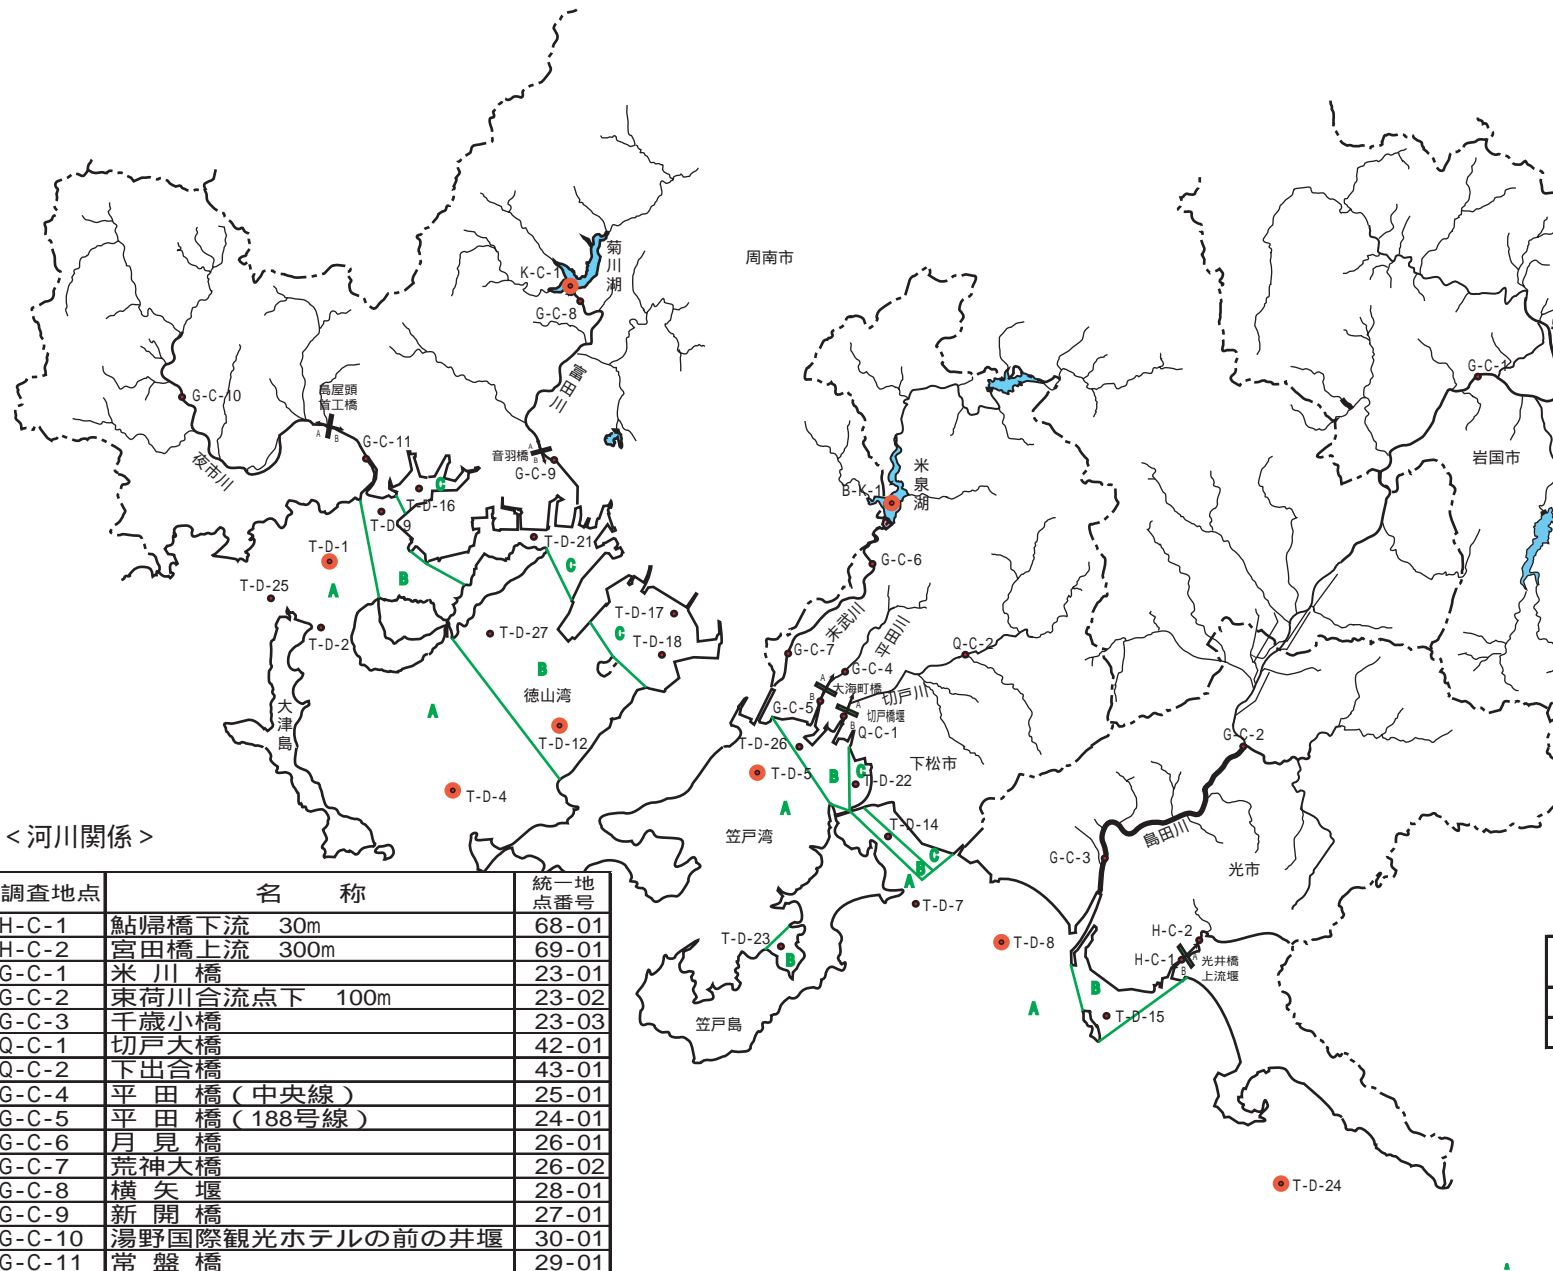 周南市
菊川湖
K-C-1
G-C-8
富田川
G-C-1
G-C-10
首工橋
A
B
G-C-11
夜市川
音羽橋
A
B
G-C-9
岩国市
米泉湖
B-K-1
C
T-D-16
T-D-9
T-D-21
T-D-1
C
G-C-6
B
T-D-25
A
T-D-17
末武川
T-D-2
T-D-27
C
T-D-18
平田川
G-C-7
Q-C-2
B
G-C-4
徳山湾
A
大海町橋
切戸川
A
B
G-C-5
A
切戸橋堰
B
大津島
T-D-12
Q-C-1
G-C-2
T-D-26
下松市
T-D-5
B
C
T-D-22
T-D-4
A
笠戸湾
T-D-14
島田川
C
G-C-3
光市
B
A
T-D-7
T-D-23
B
T-D-8
H-C-2
H-C-1
A
B
光井橋
上流堰
A
B
T-D-15
笠戸島
T-D-24
A
<河川関係>
調査地点 名 称 統一地点番号
H-C-1 鮎帰橋下流 30m 68-01
H-C-2 宮田橋上流 300m 69-01
G-C-1 米 川 橋 23-01
G-C-2 束荷川合流点下 100m 23-02
G-C-3 千歳小橋 23-03
Q-C-1 切戸大橋 42-01
Q-C-2 下出合橋 43-01
G-C-4 平 田 橋(中央線) 25-01
G-C-5 平 田 橋(188号線) 24-01
G-C-6 月 見 橋 26-01
G-C-7 荒神大橋 26-02
G-C-8 横 矢 堰 28-01
G-C-9 新 開 橋 27-01
G-C-10 湯野国際観光ホテルの前の井堰 30-01
G-C-11 常 盤 橋 29-01